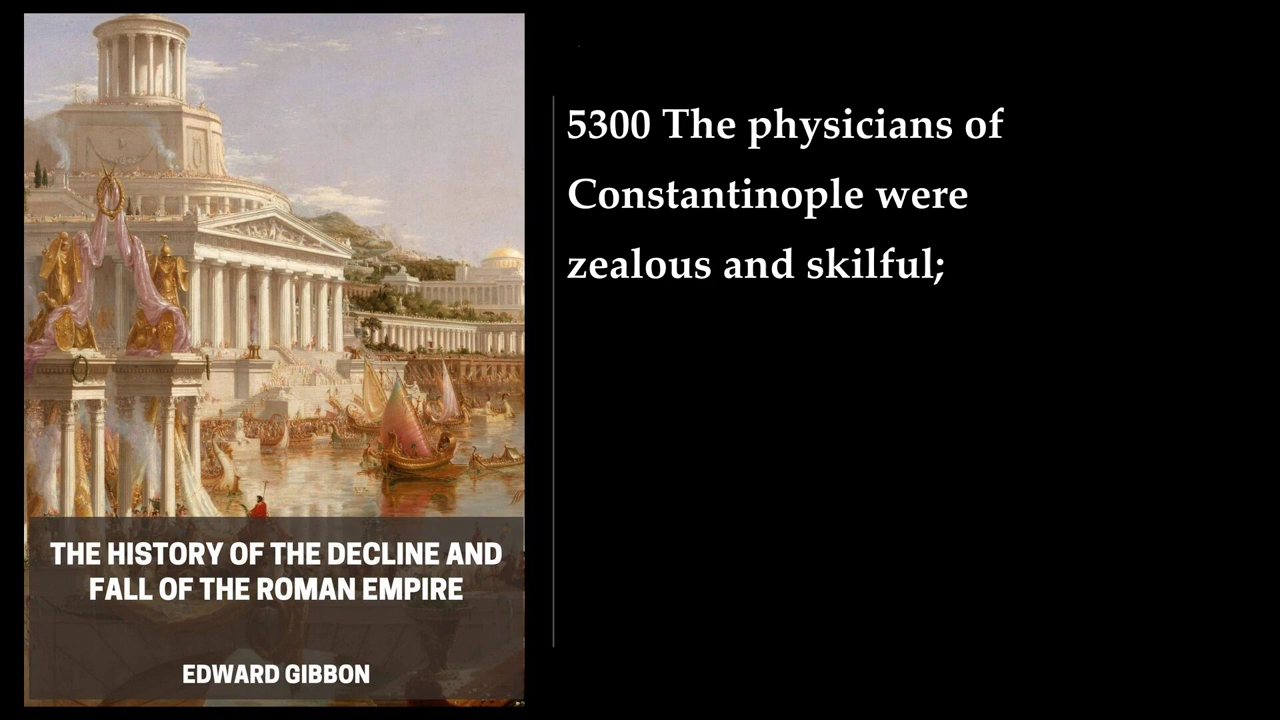 5300 The physicians of
Constantinople were
zealous and skilful;
THE HISTORY OF THE DECLINE AND
FALL OF THE ROMAN EMPIRE
EDWARD GIBBON